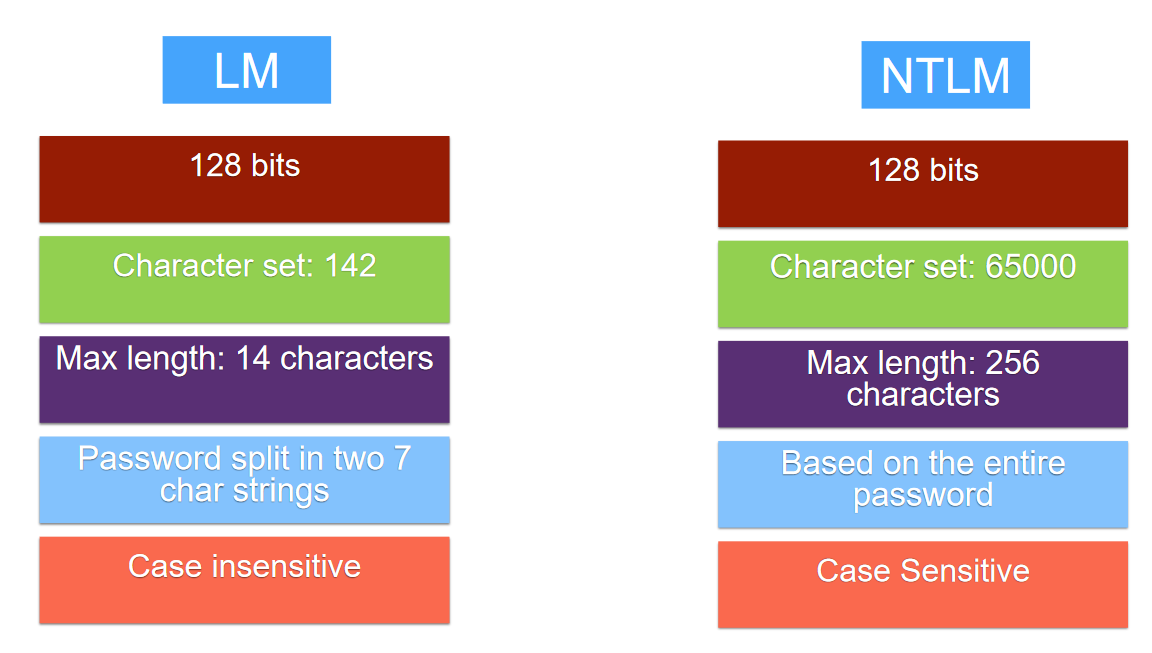 LM
128 bits
Character set: 142
Max length: 14 characters
Password split in two 7
char strings
Case insensitive
NTLM
128 bits
Character set: 65000
Max length: 256
characters
Based on the entire
password
Case Sensitive